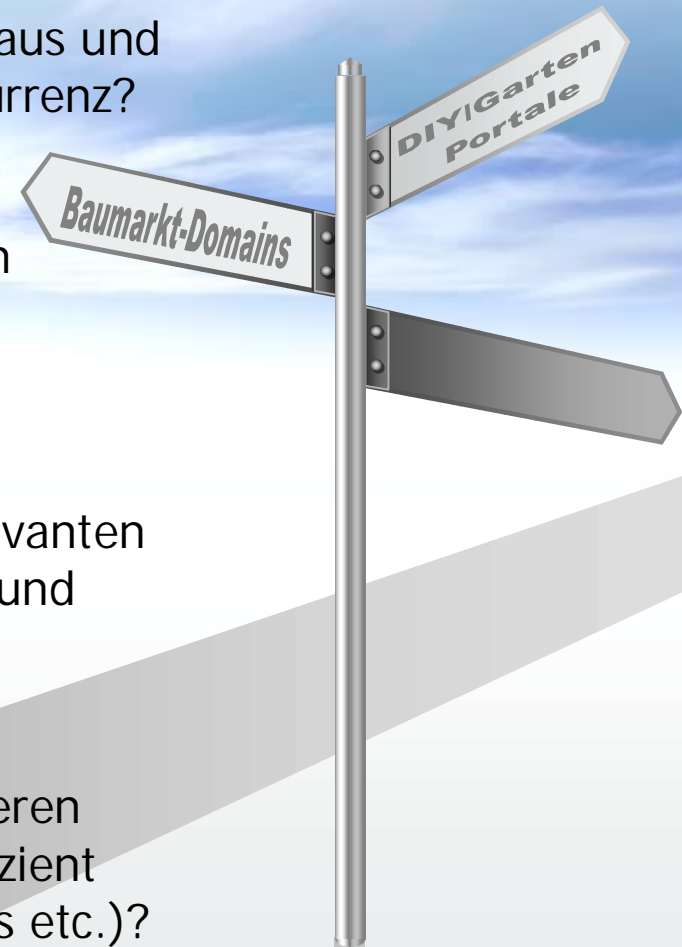 aus und
urrenz?
DIY|Garten
Portale
Baumarkt-Domains
n
vanten
und
eren
zient
s etc.)?